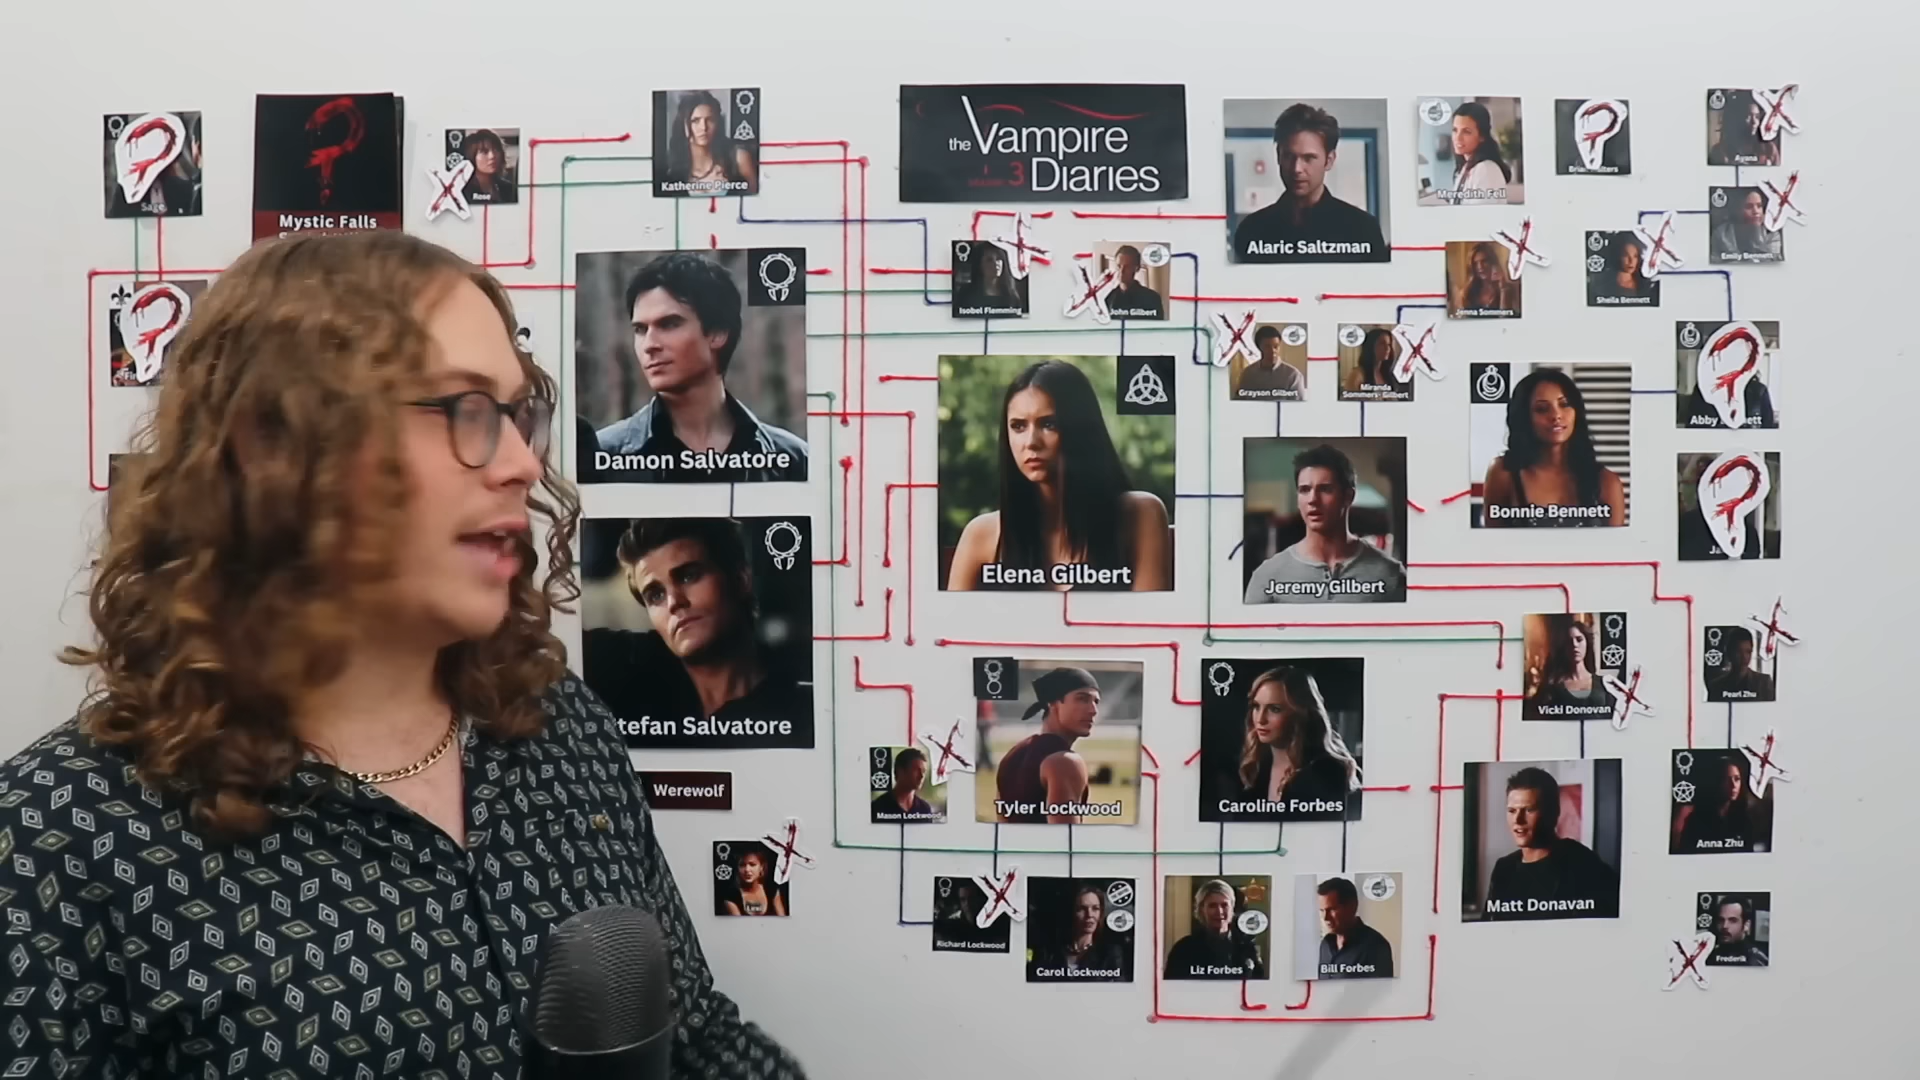 Sage
Mystic Falls
Rose
Katherine Pierce
the Vampire
3 Diaries
Alaric Saltzman
Meredith Fell
Ayana
Emily Bennett
Sheila Bennett
Isobel Flemming
John Gilbert
Jenna Sommers
Grayson Gilbert
Miranda
Sommers-Gilbert
Damon Salvatore
Elena Gilbert
Jeremy Gilbert
Bonnie Bennett
Abby
tefan Salvatore
Werewolf
Lexi
Mason Lockwood
Tyler Lockwood
Caroline Forbes
Vicki Donovan
Pearl Zhu
Anna Zhu
Matt Donavan
Richard Lockwood
Carol Lockwood
Liz Forbes
Bill Forbes
Frederik